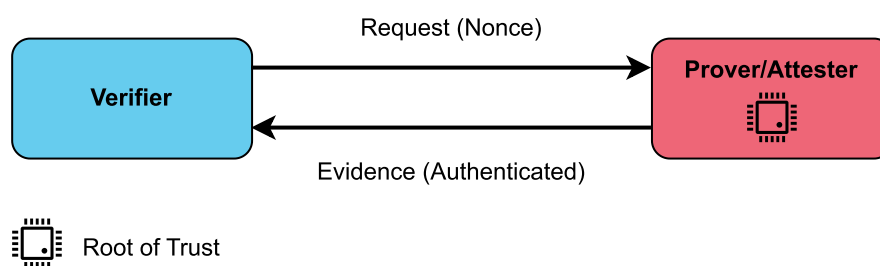 Request (Nonce)
Verifier
Prover/Attester
Evidence (Authenticated)
Root of Trust